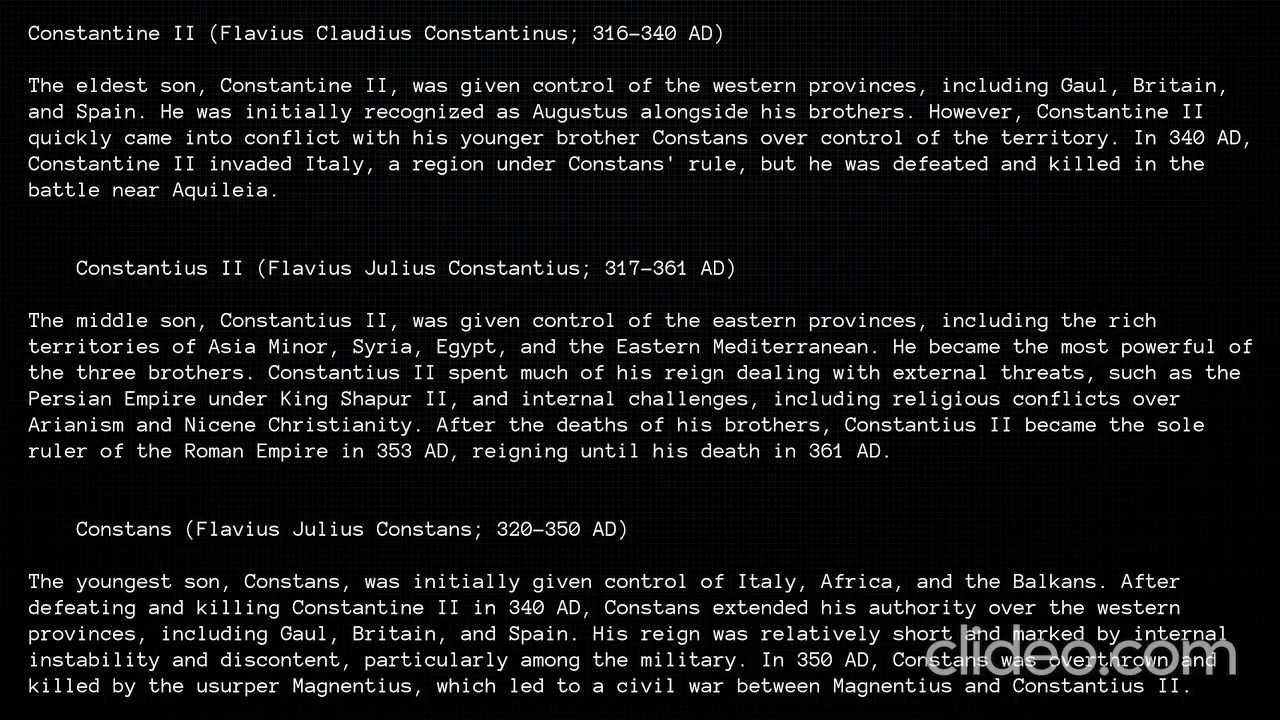 Constantine II (Flavius Claudius Constantinus; 316–340 AD)
The eldest son, Constantine II, was given control of the western provinces, including Gaul, Britain,
and Spain. He was initially recognized as Augustus alongside his brothers. However, Constantine II
quickly came into conflict with his younger brother Constans over control of the territory. In 340 AD,
Constantine II invaded Italy, a region under Constans' rule, but he was defeated and killed in the
battle near Aquileia.
Constantius II (Flavius Julius Constantius; 317–361 AD)
The middle son, Constantius II, was given control of the eastern provinces, including the rich
territories of Asia Minor, Syria, Egypt, and the Eastern Mediterranean. He became the most powerful of
the three brothers. Constantius II spent much of his reign dealing with external threats, such as the
Persian Empire under King Shapur II, and internal challenges, including religious conflicts over
Arianism and Nicene Christianity. After the deaths of his brothers, Constantius II became the sole
ruler of the Roman Empire in 353 AD, reigning until his death in 361 AD.
Constans (Flavius Julius Constans; 320–350 AD)
The youngest son, Constans, was initially given control of Italy, Africa, and the Balkans. After
defeating and killing Constantine II in 340 AD, Constans extended his authority over the western
provinces, including Gaul, Britain, and Spain. His reign was relatively short and marked by internal
instability and discontent, particularly among the military. In 350 AD, Constans was overthrown and
killed by the usurper Magnentius, which led to a civil war between Magnentius and Constantius II.
clideo.com